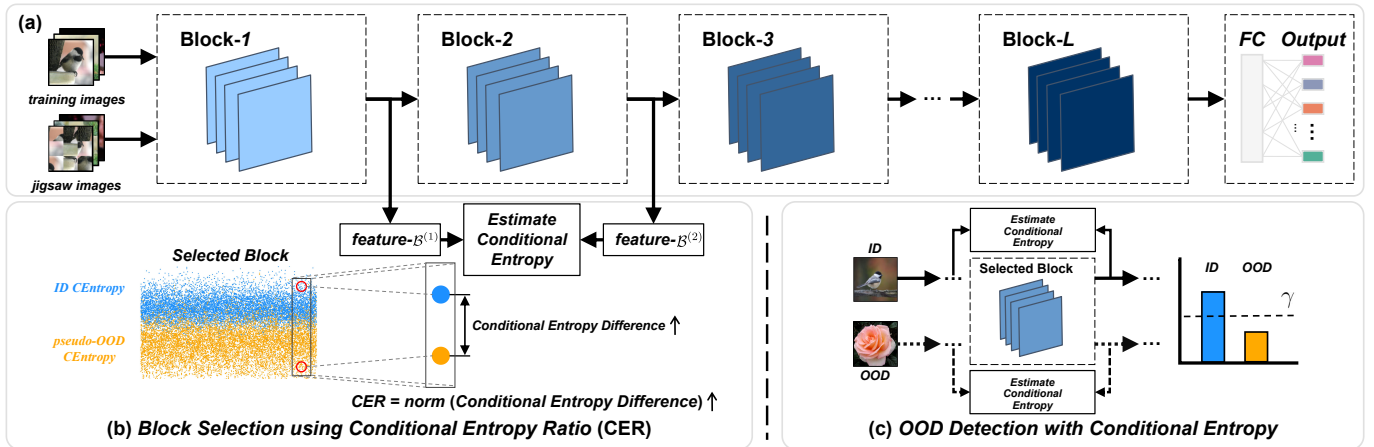 (a)
Block-1
Block-2
Block-3
Block-L
FC Output
training images
jigsaw images
...
...
feature-B^(1)
Estimate
Conditional
Entropy
feature-B^(2)
Selected Block
ID CEntropy
pseudo-OOD
CEntropy
Conditional Entropy Difference ↑
CER = norm (Conditional Entropy Difference) ↑
(b) Block Selection using Conditional Entropy Ratio (CER)
Estimate
Conditional
Entropy
ID
Selected Block
...
...
...
...
OOD
Estimate
Conditional
Entropy
ID OOD
γ
(c) OOD Detection with Conditional Entropy